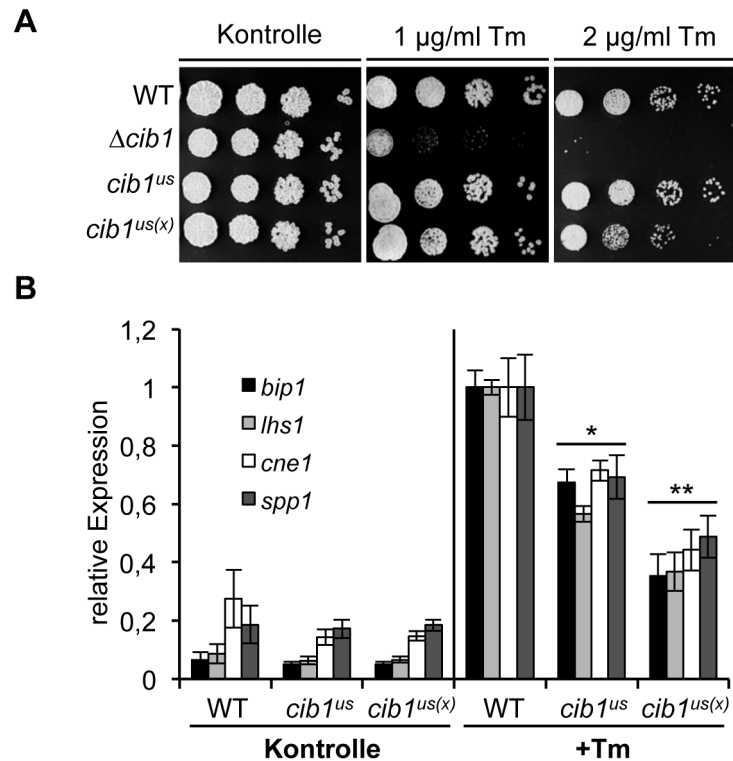 A
Kontrolle 1 µg/ml Tm 2 µg/ml Tm
WT
Δcib1
cib1us
cib1us(x)
B
relative Expression
1,2
1
0,8
0,6
0,4
0,2
0
bip1
lhs1
cne1
spp1
*
**
WT cib1us cib1us(x) WT cib1us cib1us(x)
Kontrolle +Tm